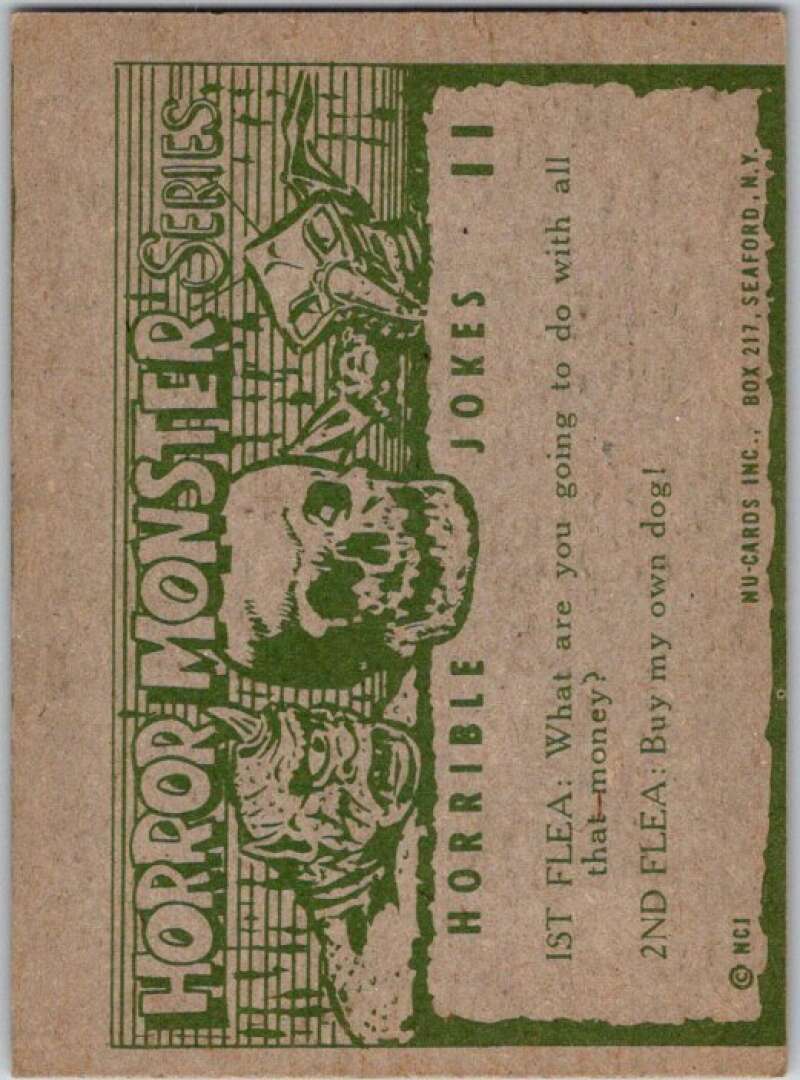 HORROR MONSTER SERIES
HORRIBLE JOKES 11
1ST FLEA: What are you going to do with all
that money?
2ND FLEA: Buy my own dog!
© NCI NU-CARDS INC., BOX 217, SEAFORD, N.Y.